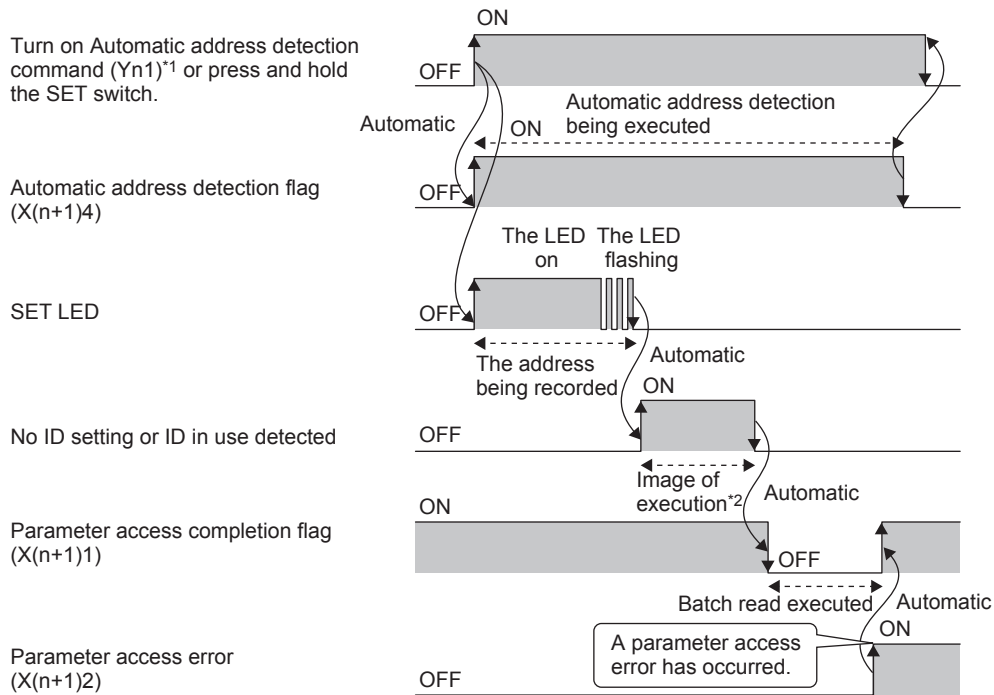 ON
Turn on Automatic address detection
command (Yn1)*1 or press and hold
the SET switch.
OFF
Automatic address detection
being executed
Automatic
ON
Automatic address detection flag
(X(n+1)4)
OFF
The LED
on
The LED
flashing
SET LED
OFF
The address
being recorded
Automatic
ON
No ID setting or ID in use detected
OFF
Image of
execution*2
Automatic
ON
Parameter access completion flag
(X(n+1)1)
OFF
Batch read executed
Automatic
A parameter access
error has occurred.
ON
Parameter access error
(X(n+1)2)
OFF